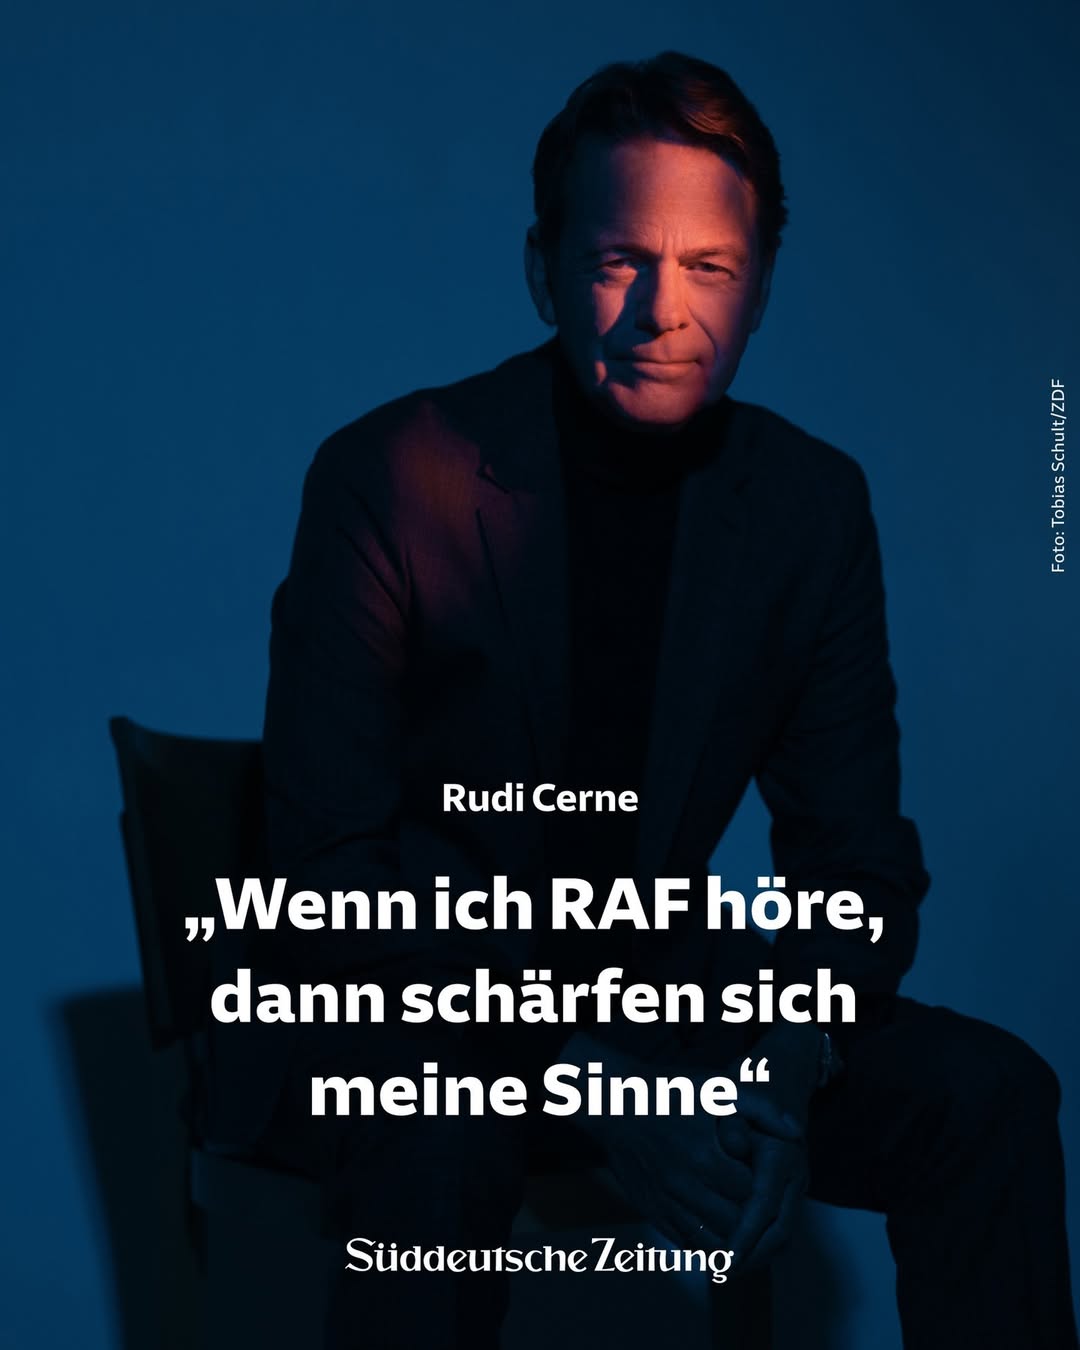 Foto: Tobias Schult/ZDF
Rudi Cerne
„Wenn ich RAF höre,
dann schärfen sich
meine Sinne“
Süddeutsche Zeitung